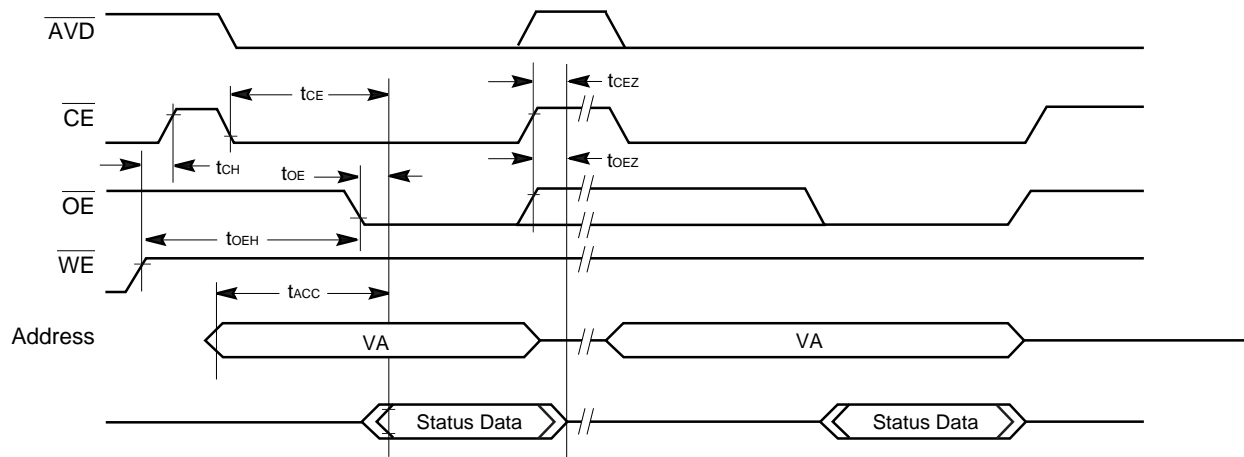 AVD
tCEZ
tCE
CE
tCH
tOE
tOEZ
OE
tOEH
WE
tACC
Address
VA
VA
Status Data
Status Data